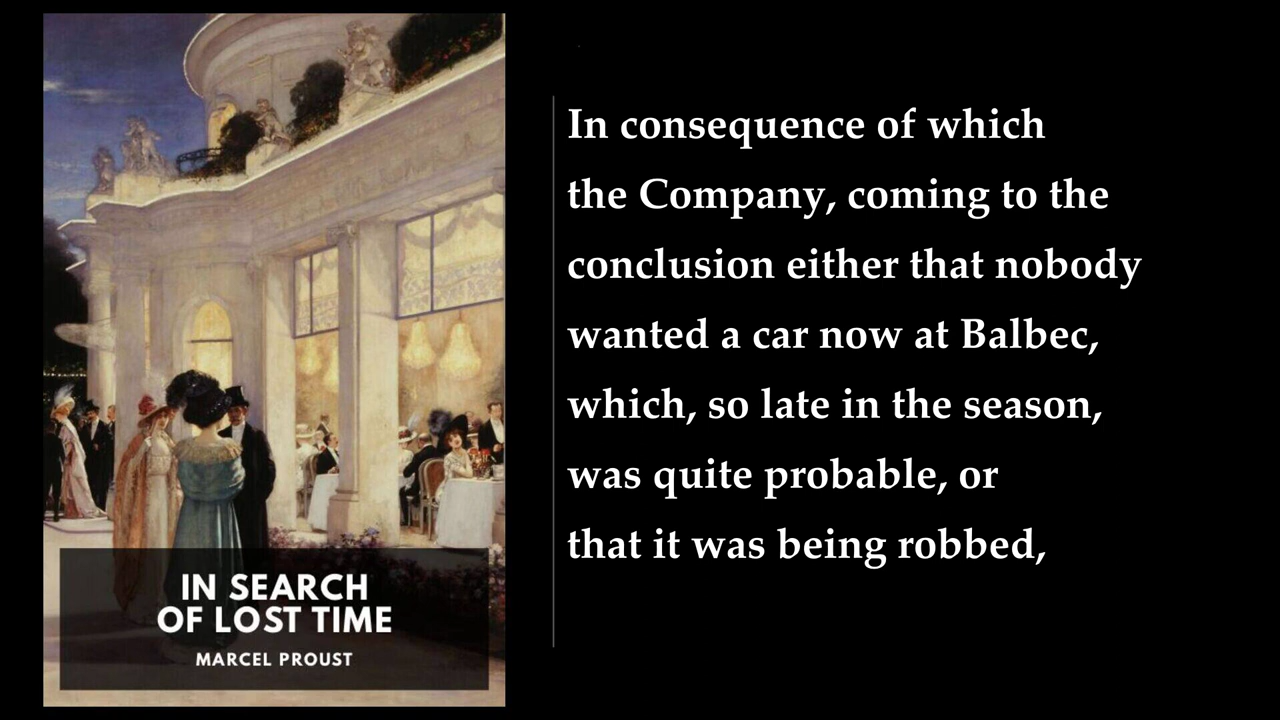 IN SEARCH
OF LOST TIME
MARCEL PROUST
In consequence of which
the Company, coming to the
conclusion either that nobody
wanted a car now at Balbec,
which, so late in the season,
was quite probable, or
that it was being robbed,